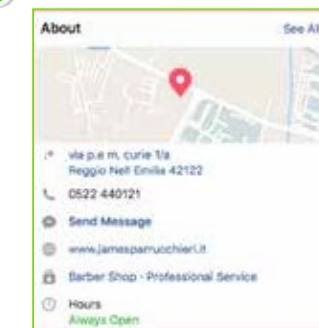 About
See All
via p.e m. curie 1/a
Reggio Nell Emilia 42122
0522 440121
Send Message
www.jamesparrucchieri.it
Barber Shop · Professional Service
Hours
Always Open